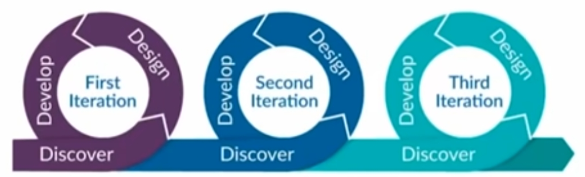 Develop
Design
First
Iteration
Discover
Develop
Design
Second
Iteration
Discover
Develop
Design
Third
Iteration
Discover